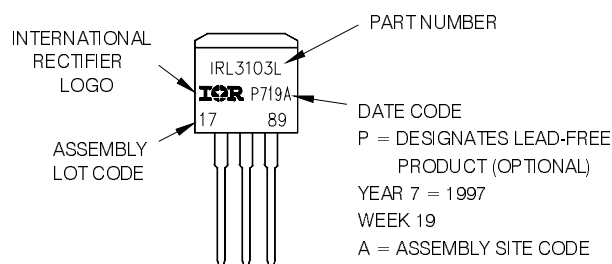 PART NUMBER
INTERNATIONAL
RECTIFIER
LOGO
IRL3103L
IOR P719A
17 89
ASSEMBLY
LOT CODE
DATE CODE
P = DESIGNATES LEAD-FREE
PRODUCT (OPTIONAL)
YEAR 7 = 1997
WEEK 19
A = ASSEMBLY SITE CODE